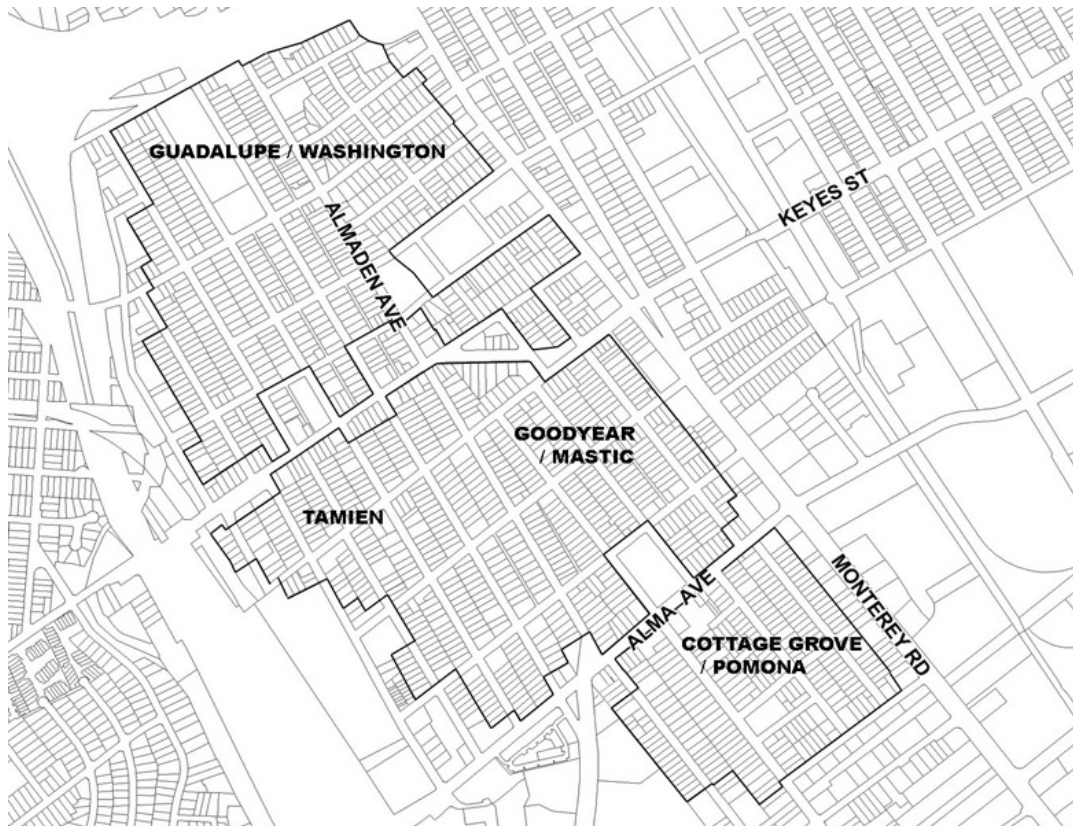 GUADALUPE / WASHINGTON
KEYES ST
ALMADEN AVE
GOODYEAR
/ MASTIC
TAMIEN
ALMA AVE
MONTEREY RD
COTTAGE GROVE
/ POMONA